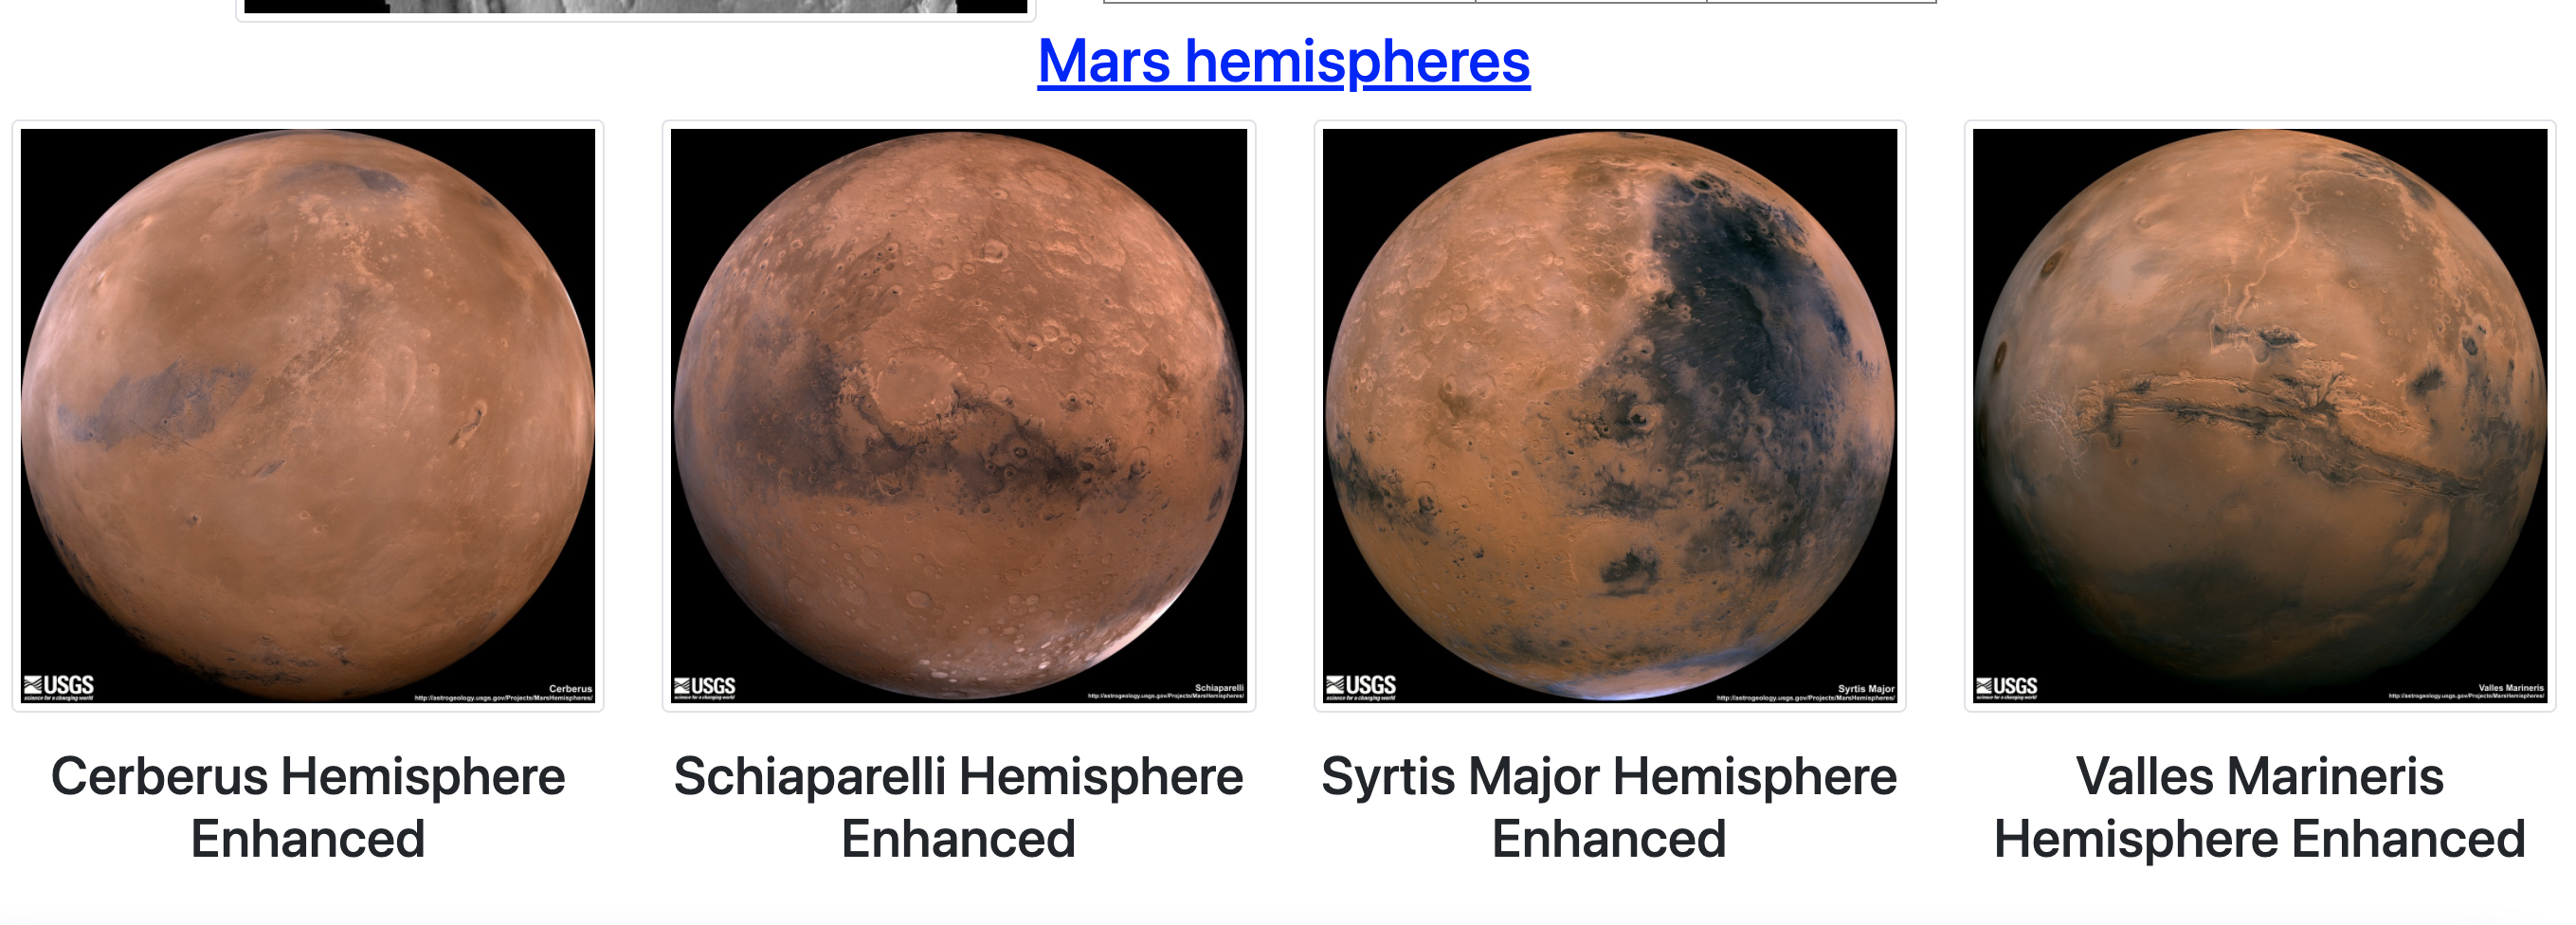 Mars hemispheres
USGS
science for a changing world
Cerberus
http://astrogeology.usgs.gov/Projects/MarsHemispheres/
USGS
science for a changing world
Schiaparelli
http://astrogeology.usgs.gov/Projects/MarsHemispheres/
USGS
science for a changing world
Syrtis Major
http://astrogeology.usgs.gov/Projects/MarsHemispheres/
USGS
science for a changing world
Valles Marineris
http://astrogeology.usgs.gov/Projects/MarsHemispheres/
Cerberus Hemisphere
Enhanced
Schiaparelli Hemisphere
Enhanced
Syrtis Major Hemisphere
Enhanced
Valles Marineris
Hemisphere Enhanced